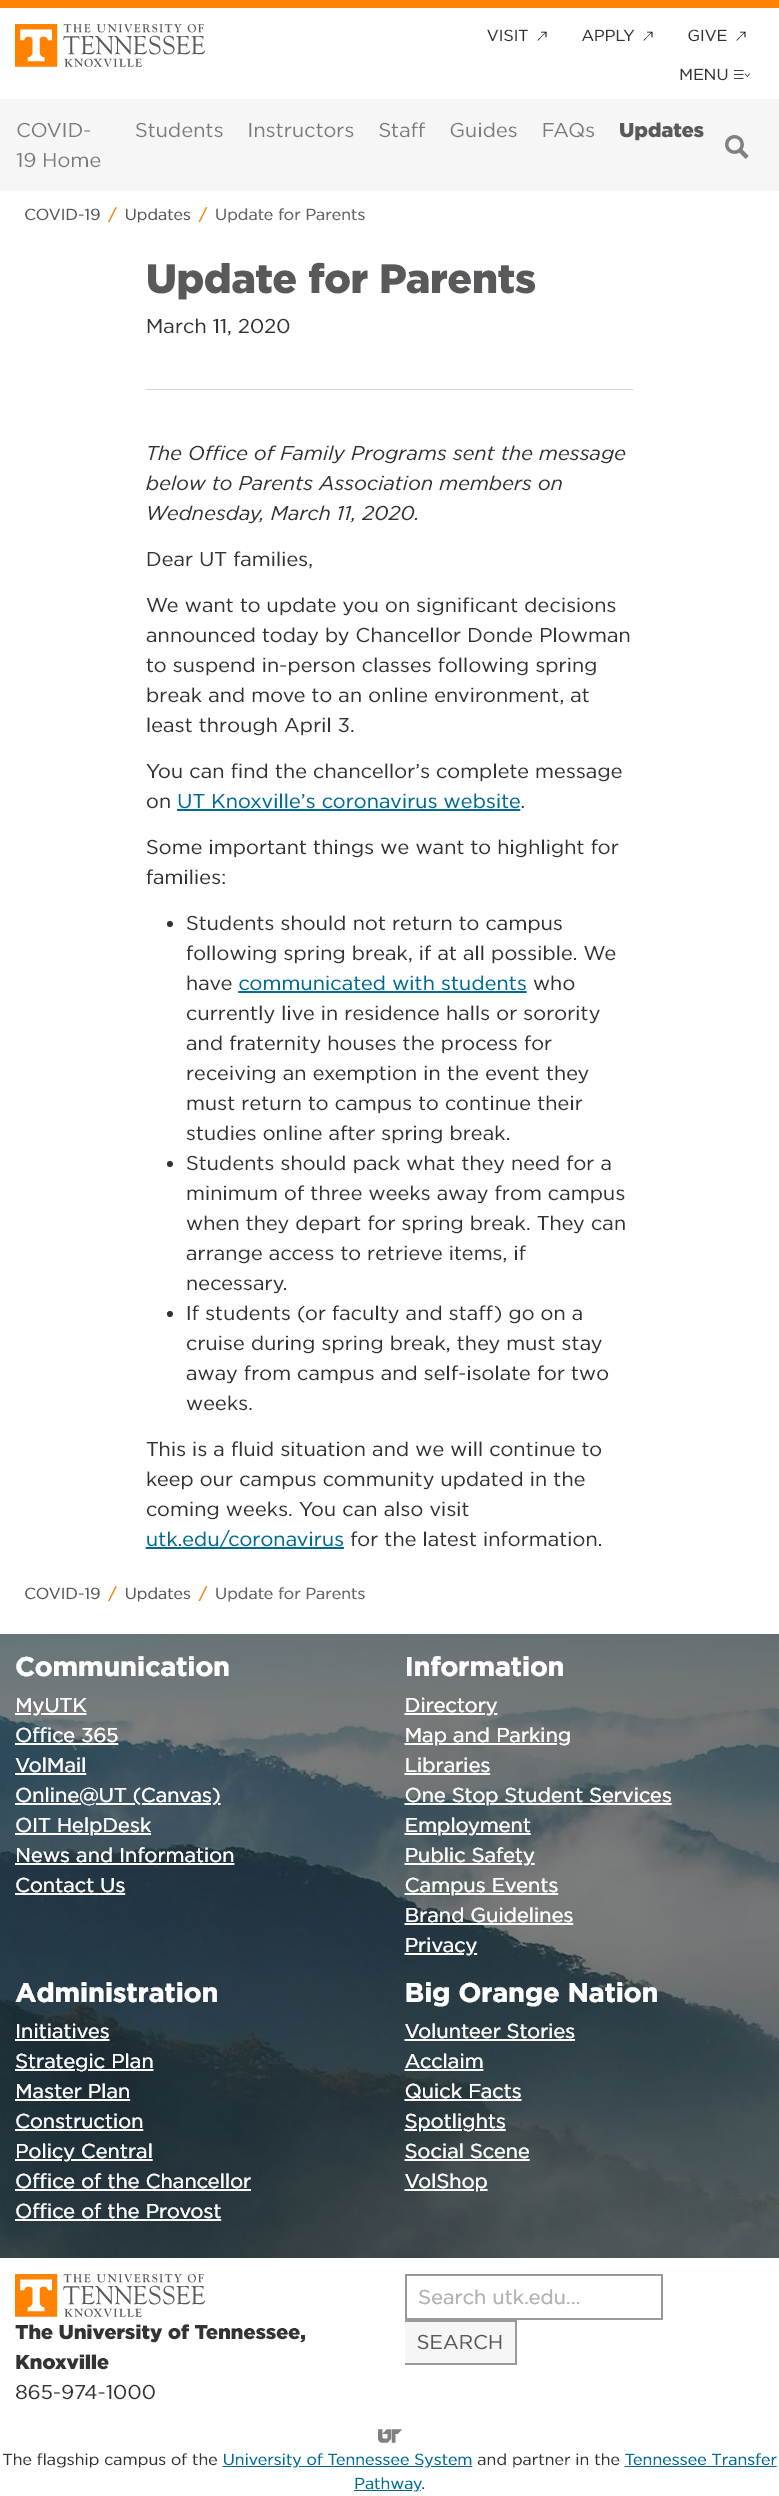 THE UNIVERSITY OF
TENNESSEE
KNOXVILLE
VISIT
APPLY
GIVE
MENU
COVID-
19 Home
Students
Instructors
Staff
Guides
FAQs
Updates
COVID-19 / Updates / Update for Parents
Update for Parents
March 11, 2020
The Office of Family Programs sent the message
below to Parents Association members on
Wednesday, March 11, 2020.
Dear UT families,
We want to update you on significant decisions
announced today by Chancellor Donde Plowman
to suspend in-person classes following spring
break and move to an online environment, at
least through April 3.
You can find the chancellor’s complete message
on UT Knoxville’s coronavirus website.
Some important things we want to highlight for
families:
• Students should not return to campus
following spring break, if at all possible. We
have communicated with students who
currently live in residence halls or sorority
and fraternity houses the process for
receiving an exemption in the event they
must return to campus to continue their
studies online after spring break.
• Students should pack what they need for a
minimum of three weeks away from campus
when they depart for spring break. They can
arrange access to retrieve items, if
necessary.
• If students (or faculty and staff) go on a
cruise during spring break, they must stay
away from campus and self-isolate for two
weeks.
This is a fluid situation and we will continue to
keep our campus community updated in the
coming weeks. You can also visit
utk.edu/coronavirus for the latest information.
COVID-19 / Updates / Update for Parents
Communication
MyUTK
Office 365
VolMail
Online@UT (Canvas)
OIT HelpDesk
News and Information
Contact Us
Information
Directory
Map and Parking
Libraries
One Stop Student Services
Employment
Public Safety
Campus Events
Brand Guidelines
Privacy
Administration
Initiatives
Strategic Plan
Master Plan
Construction
Policy Central
Office of the Chancellor
Office of the Provost
Big Orange Nation
Volunteer Stories
Acclaim
Quick Facts
Spotlights
Social Scene
VolShop
THE UNIVERSITY OF
TENNESSEE
KNOXVILLE
The University of Tennessee,
Knoxville
865-974-1000
Search utk.edu...
SEARCH
UT
The flagship campus of the University of Tennessee System and partner in the Tennessee Transfer
Pathway.